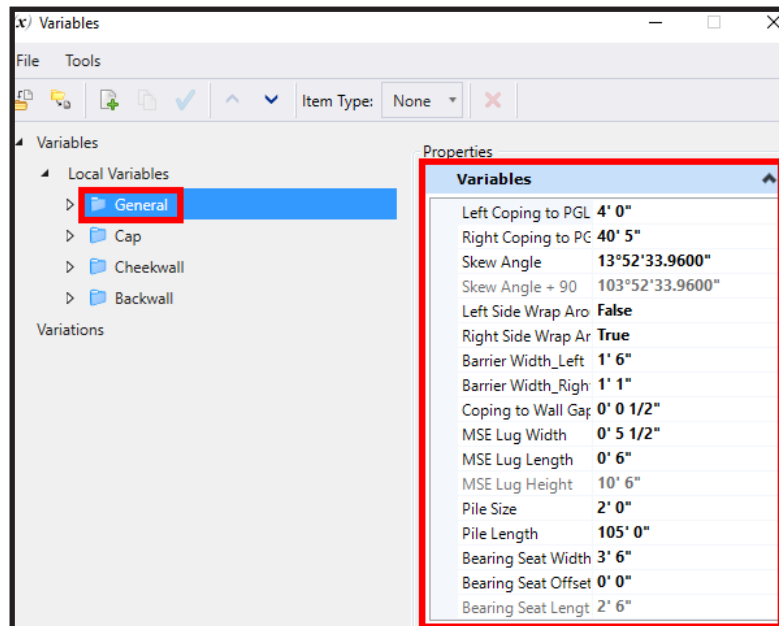 (x) Variables
File Tools
Item Type: None
Variables
Local Variables
General
Cap
Cheekwall
Backwall
Variations
Properties
Variables
Left Coping to PGL 4' 0"
Right Coping to PG 40' 5"
Skew Angle 13°52'33.9600"
Skew Angle + 90 103°52'33.9600"
Left Side Wrap Aro False
Right Side Wrap Ar True
Barrier Width_Left 1' 6"
Barrier Width_Righ 1' 1"
Coping to Wall Gap 0' 0 1/2"
MSE Lug Width 0' 5 1/2"
MSE Lug Length 0' 6"
MSE Lug Height 10' 6"
Pile Size 2' 0"
Pile Length 105' 0"
Bearing Seat Width 3' 6"
Bearing Seat Offset 0' 0"
Bearing Seat Lengt 2' 6"